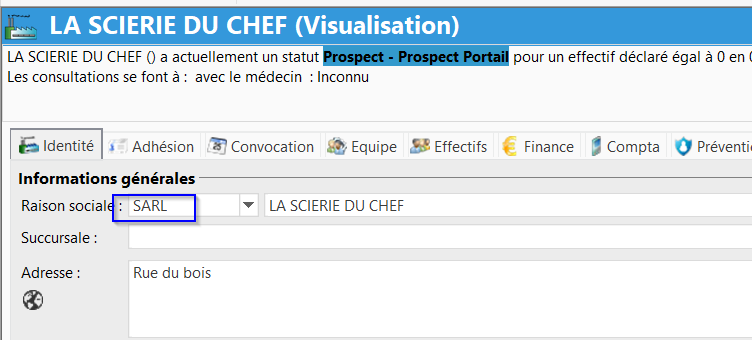 LA SCIERIE DU CHEF (Visualisation)
LA SCIERIE DU CHEF () a actuellement un statut Prospect - Prospect Portail pour un effectif déclaré égal à 0 en
Les consultations se font à : avec le médecin : Inconnu
Identité Adhésion Convocation Equipe Effectifs Finance Compta Préventi
Informations générales
Raison sociale : SARL LA SCIERIE DU CHEF
Succursale :
Adresse : Rue du bois